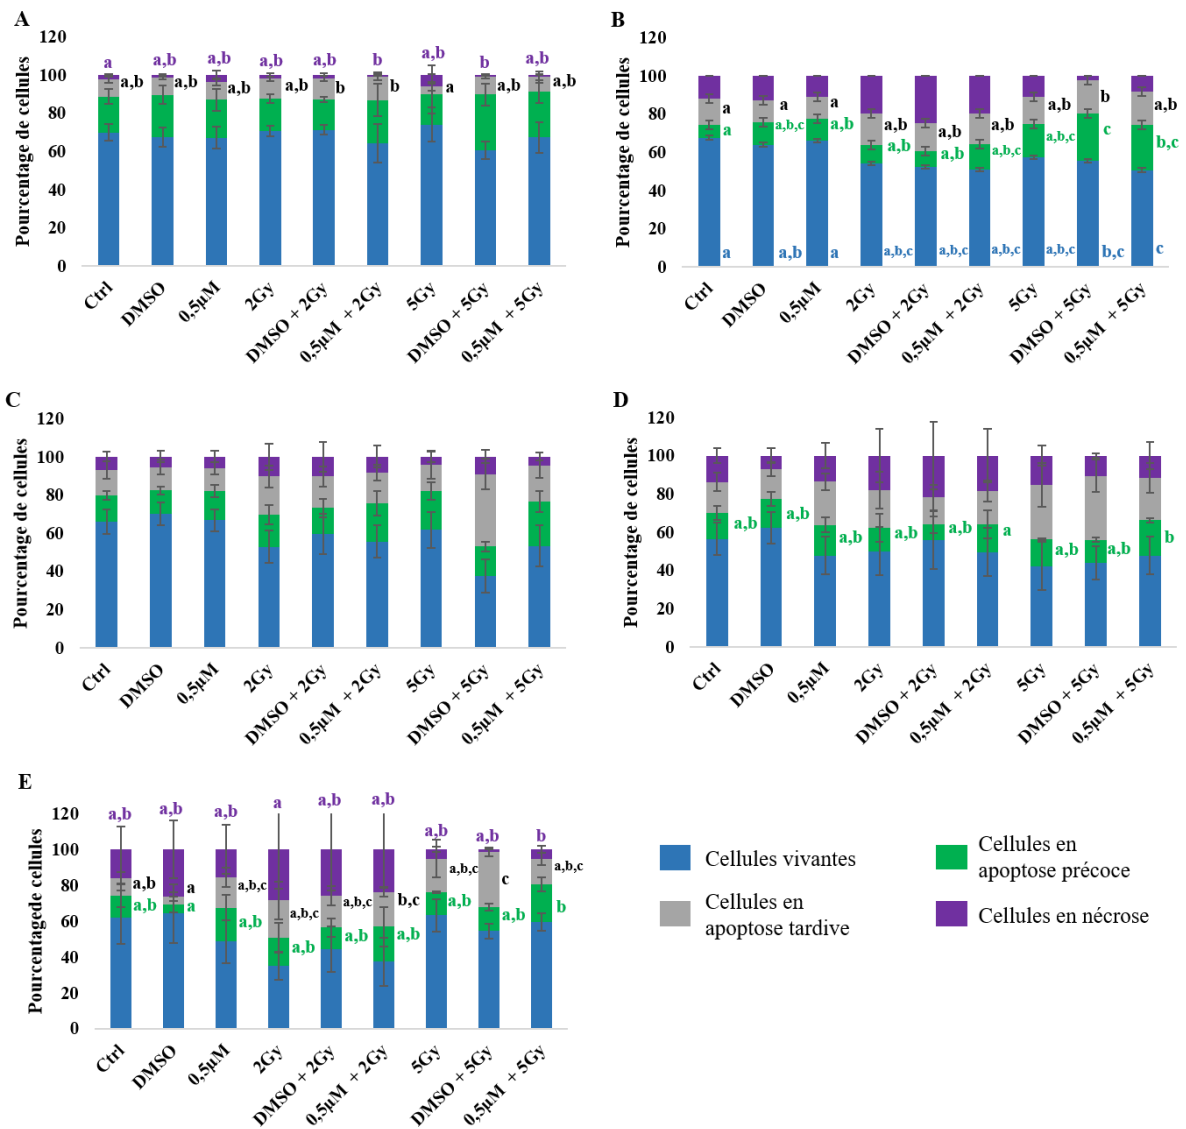 A
Pourcentage de cellules
120
100
80
60
40
20
0
a a,b a,b a,b a,b b a,b b a,b
a,b a,b a,b a,b b b a a,b a,b
Ctrl
DMSO
0,5µM
2Gy
DMSO + 2Gy
0,5µM + 2Gy
5Gy
DMSO + 5Gy
0,5µM + 5Gy
B
Pourcentage de cellules
120
100
80
60
40
20
0
a a a a,b a,b a,b a,b b a,b
a a,b,c a,b a,b a,b a,b,c a,b,c c b,c
a a,b a a,b,c a,b,c a,b,c a,b,c b,c c
Ctrl
DMSO
0,5µM
2Gy
DMSO + 2Gy
0,5µM + 2Gy
5Gy
DMSO + 5Gy
0,5µM + 5Gy
C
Pourcentage de cellules
120
100
80
60
40
20
0
Ctrl
DMSO
0,5µM
2Gy
DMSO + 2Gy
0,5µM + 2Gy
5Gy
DMSO + 5Gy
0,5µM + 5Gy
D
Pourcentage de cellules
120
100
80
60
40
20
0
a,b a,b a,b a,b a,b a a,b a,b b
Ctrl
DMSO
0,5µM
2Gy
DMSO + 2Gy
0,5µM + 2Gy
5Gy
DMSO + 5Gy
0,5µM + 5Gy
E
Pourcentagede cellules
120
100
80
60
40
20
0
a,b a,b a,b a a,b a,b a,b a,b b
a,b a a,b,c a,b,c a,b,c b,c a,b,c c a,b,c
a,b a a,b a,b a,b a,b a,b a,b b
Ctrl
DMSO
0,5µM
2Gy
DMSO + 2Gy
0,5µM + 2Gy
5Gy
DMSO + 5Gy
0,5µM + 5Gy
Cellules vivantes
Cellules en
apoptose précoce
Cellules en
apoptose tardive
Cellules en nécrose